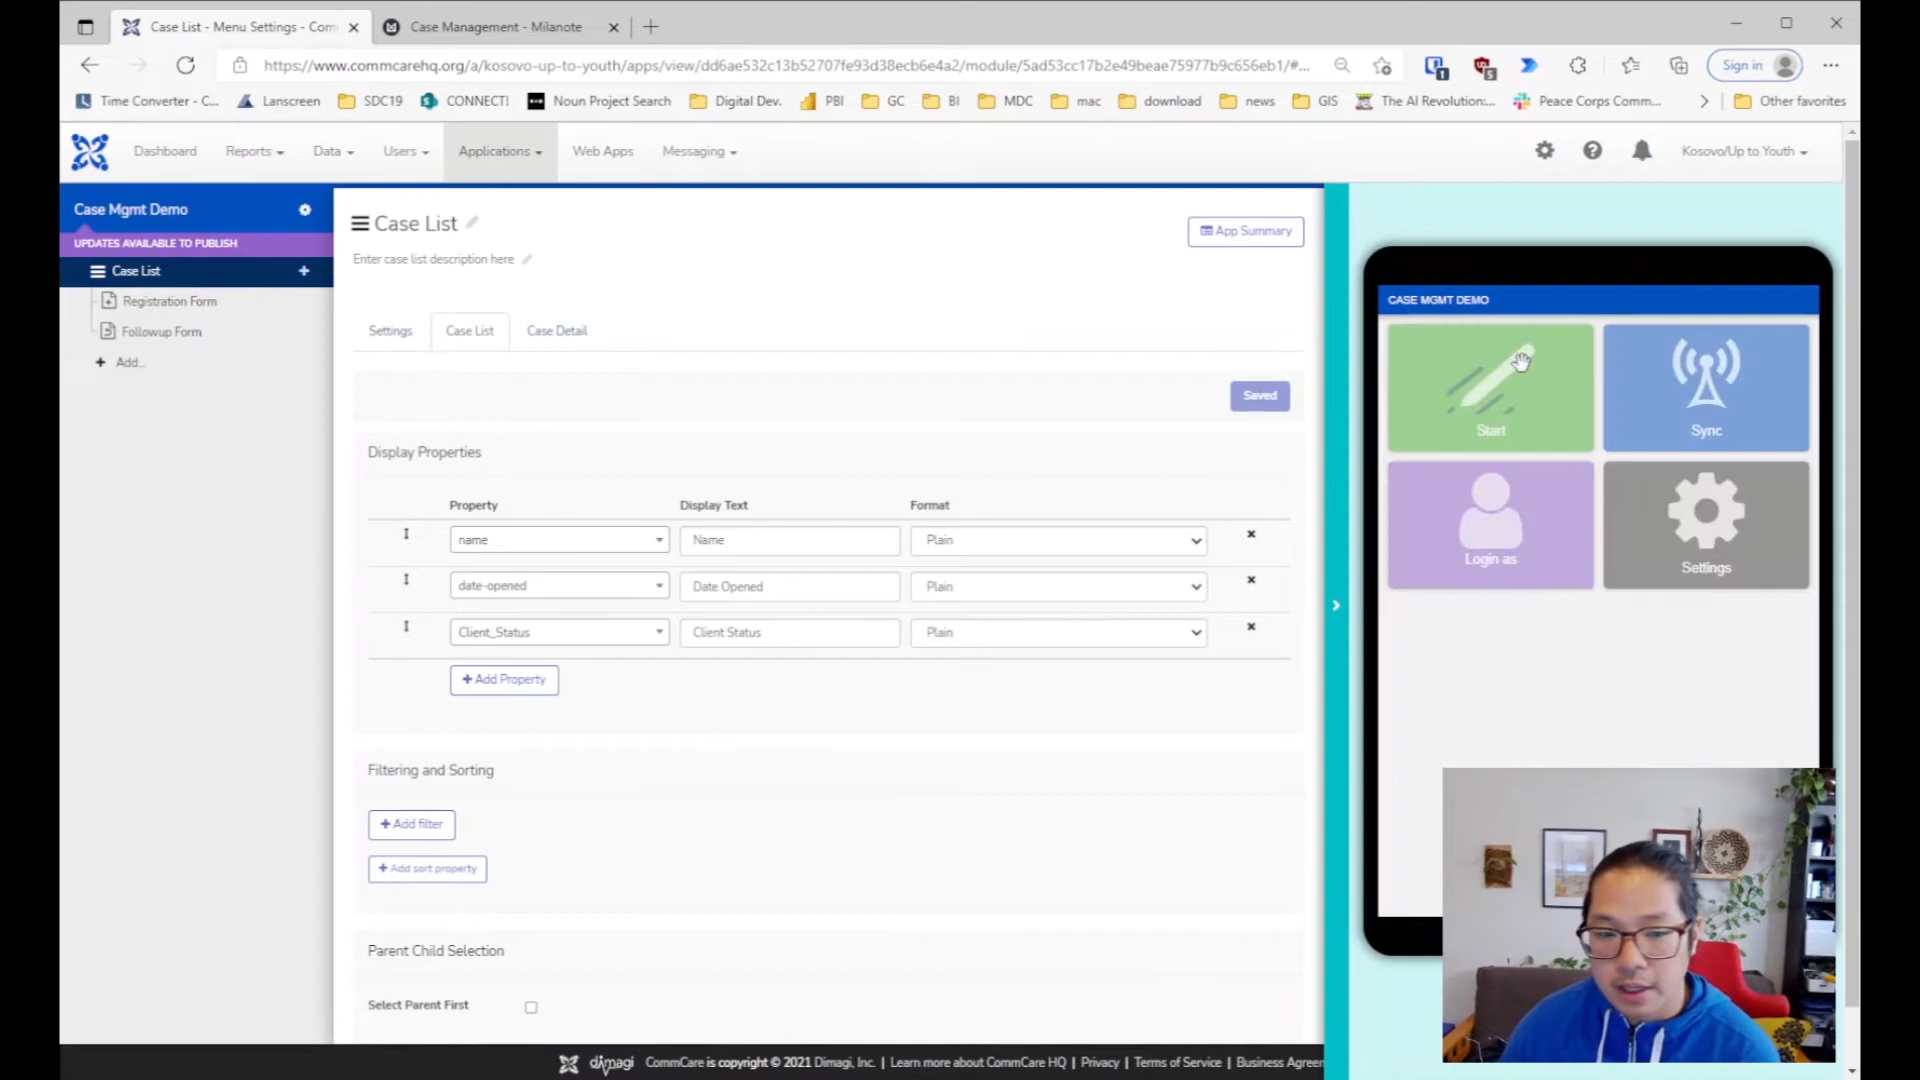 Case List - Menu Settings - Com
Case Management - Milanote
https://www.commcarehq.org/a/kosovo-up-to-youth/apps/view/dd6ae532c13b52707fe93d38ecb6e4a2/module/5ad53cc17b2e49beae75977b9c656eb1/#...
1
5
Sign in
Time Converter - C...
Lanscreen
SDC19
CONNECT!
Noun Project Search
Digital Dev.
PBI
GC
BI
MDC
mac
download
news
GIS
The AI Revolution:...
Peace Corps Comm...
Other favorites
Dashboard
Reports
Data
Users
Applications
Web Apps
Messaging
Kosovo/Up to Youth
Case Mgmt Demo
UPDATES AVAILABLE TO PUBLISH
Case List
Registration Form
Followup Form
Add...
Case List
App Summary
Enter case list description here
Settings
Case List
Case Detail
Saved
Display Properties
Property Display Text Format
name Name Plain
date-opened Date Opened Plain
Client_Status Client Status Plain
Add Property
Filtering and Sorting
Add filter
Add sort property
Parent Child Selection
Select Parent First
CASE MGMT DEMO
Start
Sync
Login as
Settings
dimagi CommCare is copyright © 2021 Dimagi, Inc. | Learn more about CommCare HQ | Privacy | Terms of Service | Business Agreem